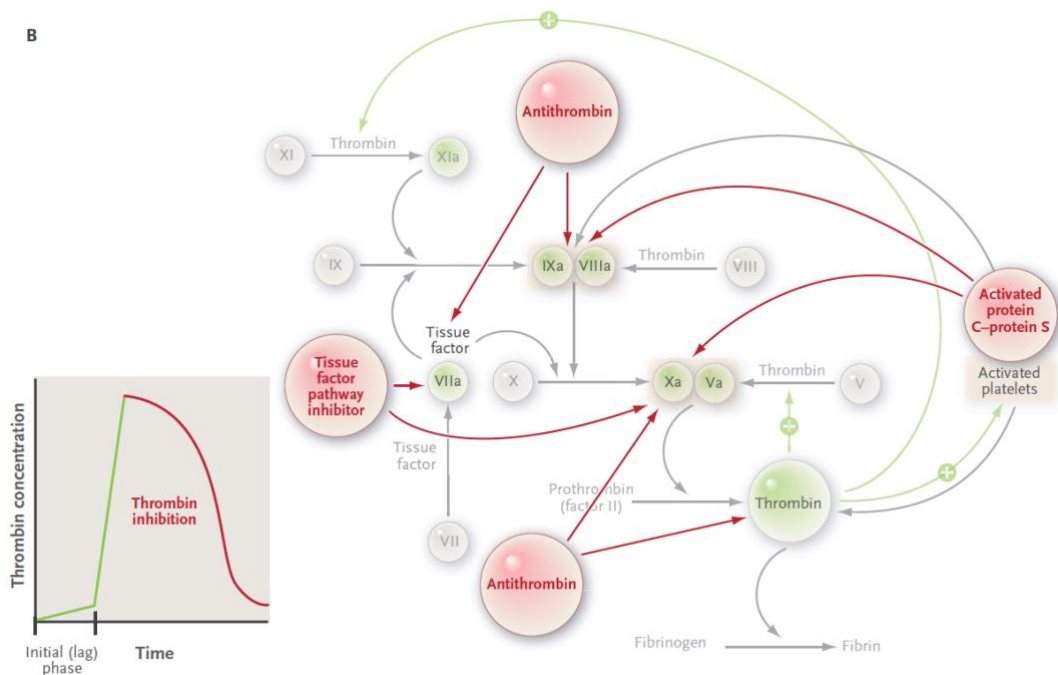 B
Antithrombin
XI
Thrombin
XIa
IX
IXa
VIIIa
Thrombin
VIII
Activated
protein
C–protein S
Activated
platelets
Tissue
factor
Tissue
factor
pathway
inhibitor
VIIa
X
Xa
Va
Thrombin
V
Tissue
factor
Prothrombin
(factor II)
Thrombin
VII
Antithrombin
Fibrinogen
Fibrin
Thrombin concentration
Thrombin
inhibition
Initial (lag)
phase
Time